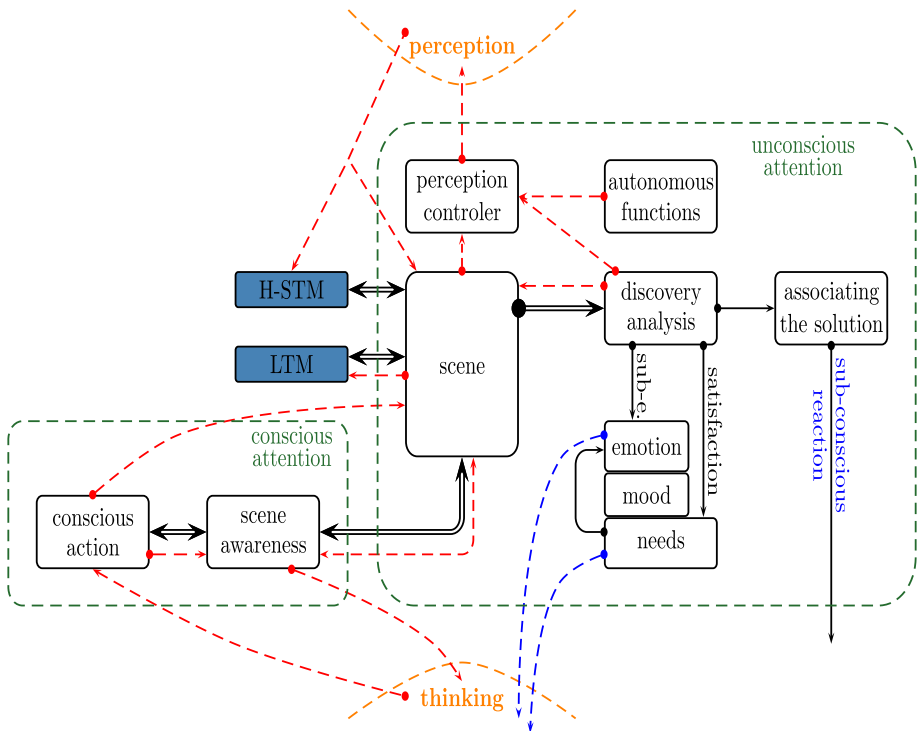 perception
unconscious
attention
perception
controler
autonomous
functions
H-STM
discovery
analysis
associating
the solution
LTM
scene
sub-e.
satisfaction
sub-conscious
reaction
conscious
attention
emotion
mood
needs
conscious
action
scene
awareness
thinking